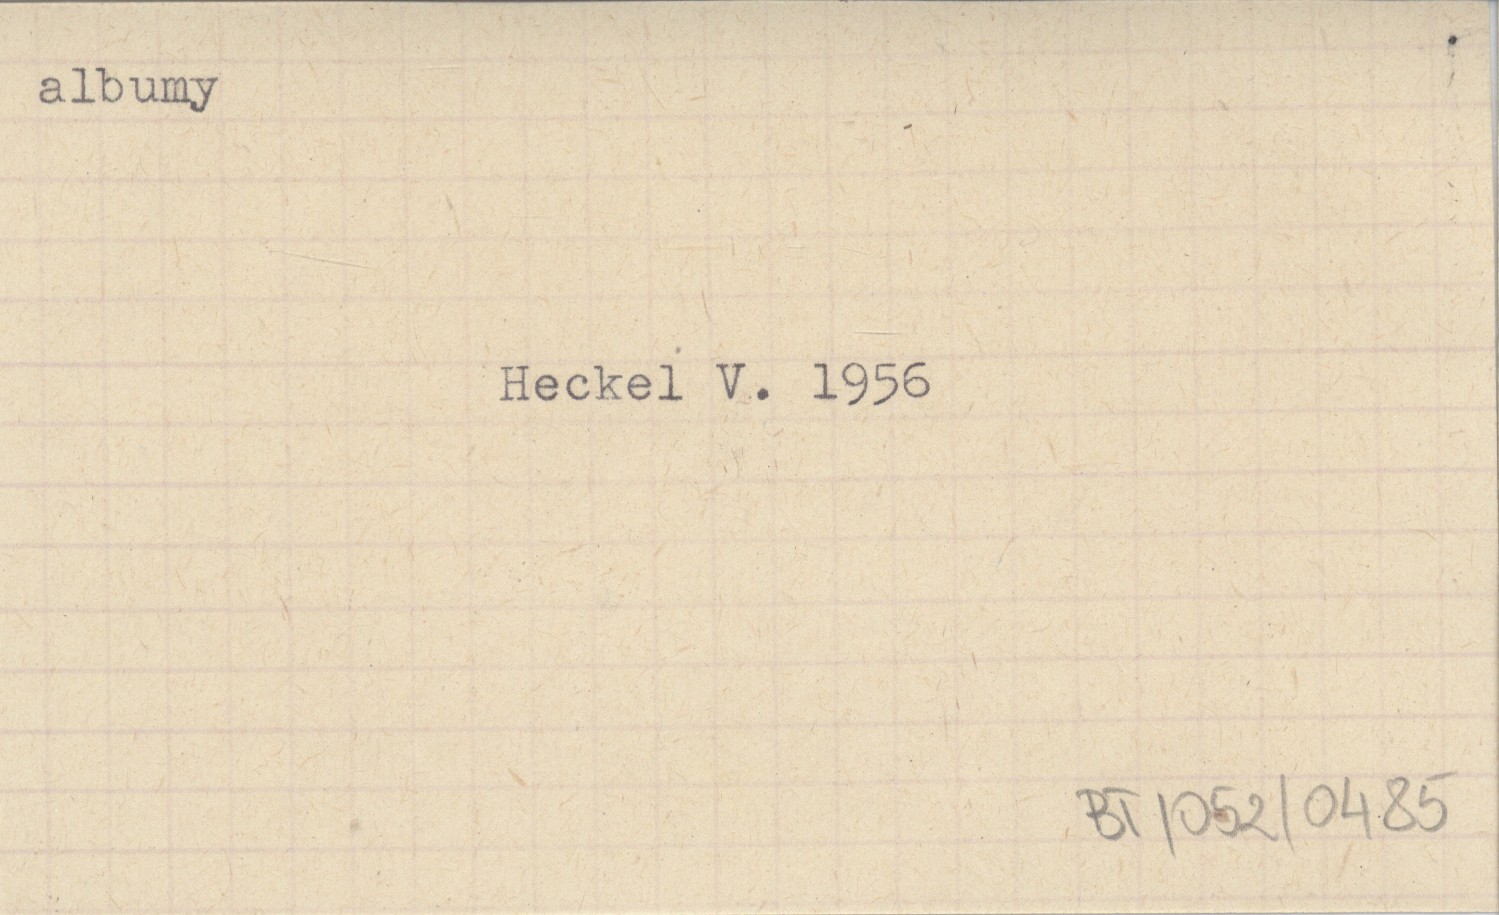 albumy
Heckel V. 1956
BT/052/0485